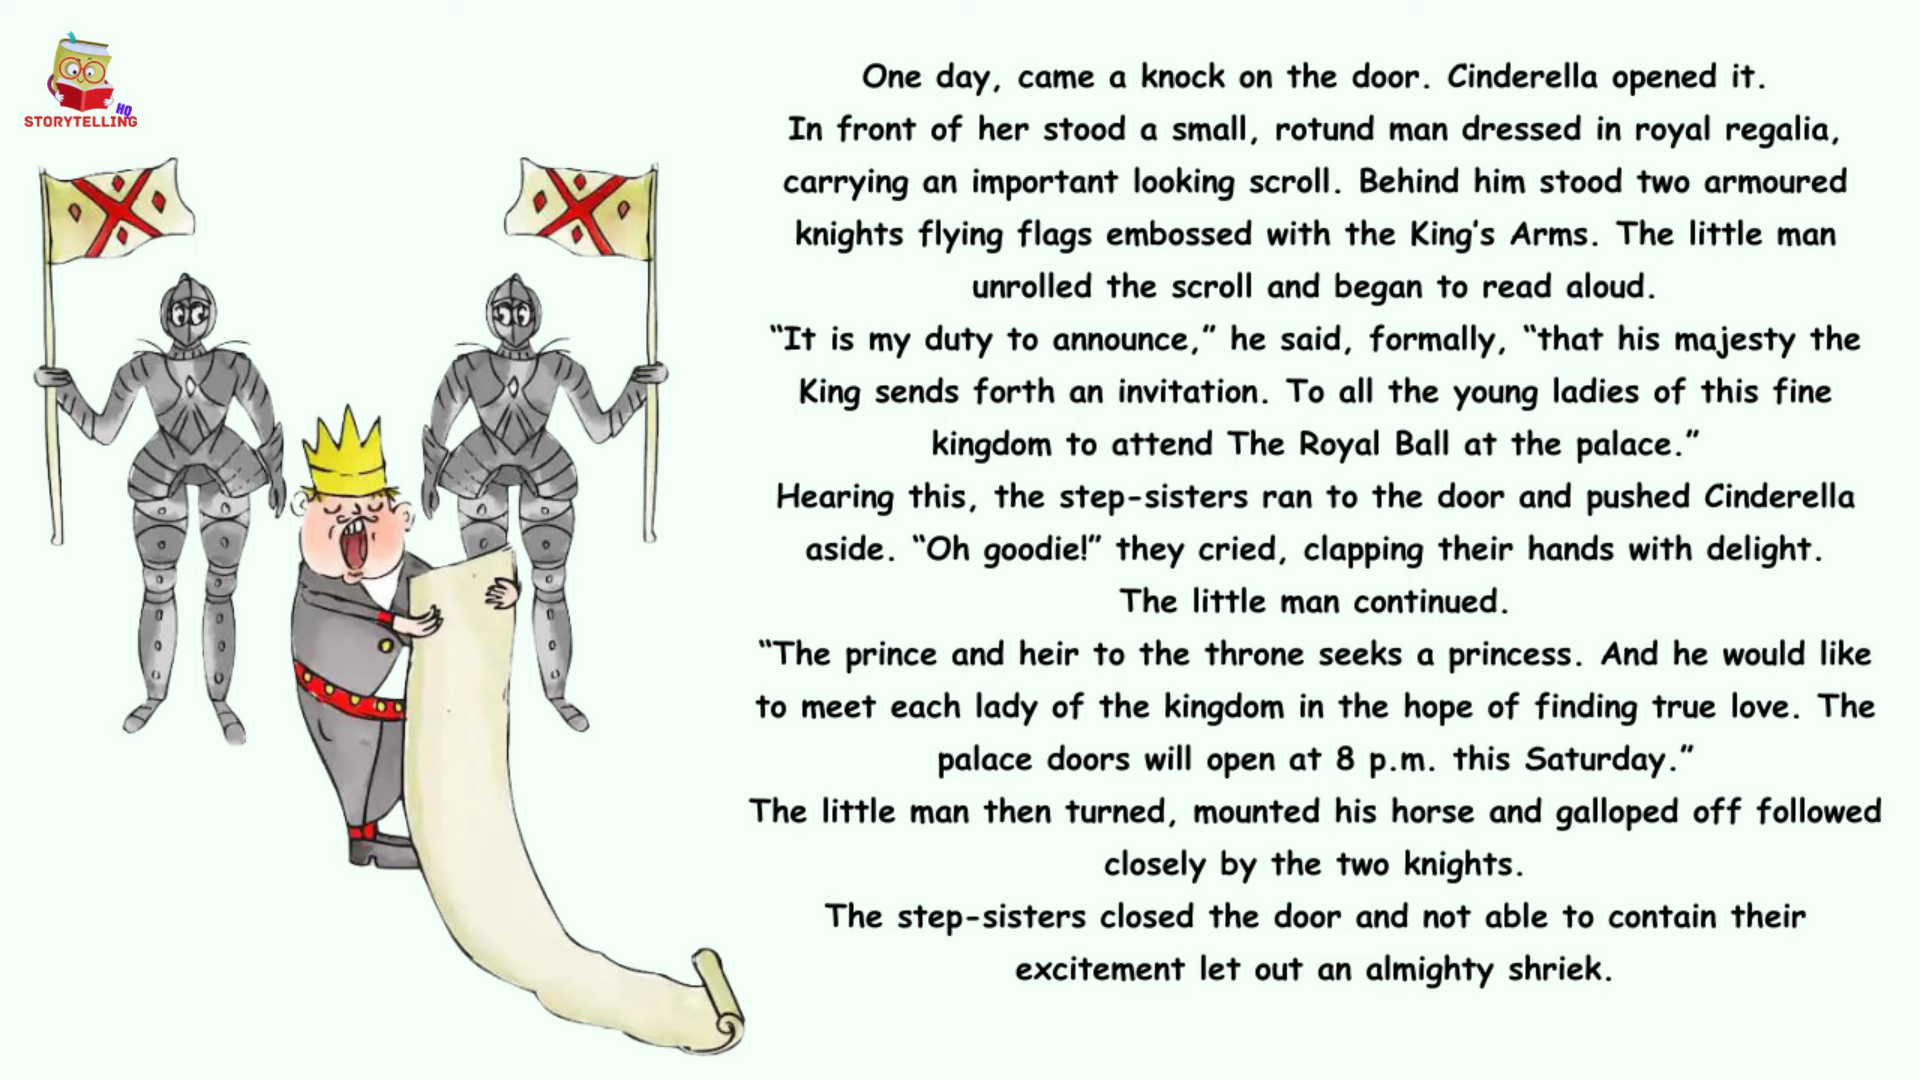 HQ
STORYTELLING
One day, came a knock on the door. Cinderella opened it.
In front of her stood a small, rotund man dressed in royal regalia,
carrying an important looking scroll. Behind him stood two armoured
knights flying flags embossed with the King's Arms. The little man
unrolled the scroll and began to read aloud.
“It is my duty to announce,” he said, formally, “that his majesty the
King sends forth an invitation. To all the young ladies of this fine
kingdom to attend The Royal Ball at the palace.”
Hearing this, the step-sisters ran to the door and pushed Cinderella
aside. “Oh goodie!” they cried, clapping their hands with delight.
The little man continued.
“The prince and heir to the throne seeks a princess. And he would like
to meet each lady of the kingdom in the hope of finding true love. The
palace doors will open at 8 p.m. this Saturday.”
The little man then turned, mounted his horse and galloped off followed
closely by the two knights.
The step-sisters closed the door and not able to contain their
excitement let out an almighty shriek.